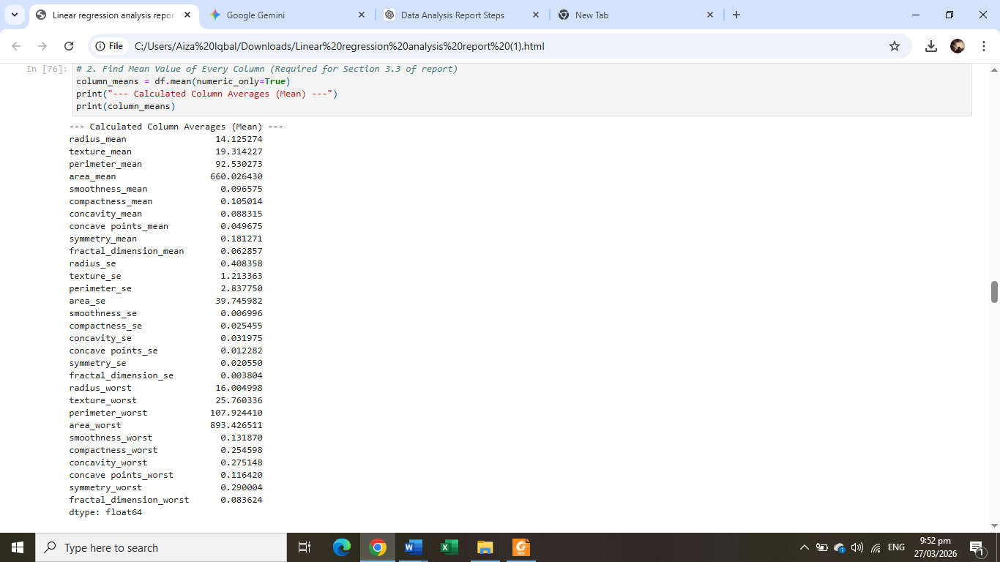 Linear regression analysis repor
Google Gemini
Data Analysis Report Steps
New Tab
File
C:/Users/Aiza%20Iqbal/Downloads/Linear%20regression%20analysis%20report%20(1).html
In [76]: # 2. Find Mean Value of Every Column (Required for Section 3.3 of report)
column_means = df.mean(numeric_only=True)
print("--- Calculated Column Averages (Mean) ---")
print(column_means)
--- Calculated Column Averages (Mean) ---
radius_mean 14.125274
texture_mean 19.314227
perimeter_mean 92.530273
area_mean 660.026430
smoothness_mean 0.096575
compactness_mean 0.105014
concavity_mean 0.088315
concave points_mean 0.049675
symmetry_mean 0.181271
fractal_dimension_mean 0.062857
radius_se 0.408358
texture_se 1.213363
perimeter_se 2.837750
area_se 39.745982
smoothness_se 0.006996
compactness_se 0.025455
concavity_se 0.031975
concave points_se 0.012282
symmetry_se 0.020550
fractal_dimension_se 0.003804
radius_worst 16.004998
texture_worst 25.760336
perimeter_worst 107.924410
area_worst 893.426511
smoothness_worst 0.131870
compactness_worst 0.254598
concavity_worst 0.275148
concave points_worst 0.116420
symmetry_worst 0.290004
fractal_dimension_worst 0.083624
dtype: float64
Type here to search
ENG
9:52 pm
27/03/2026
1